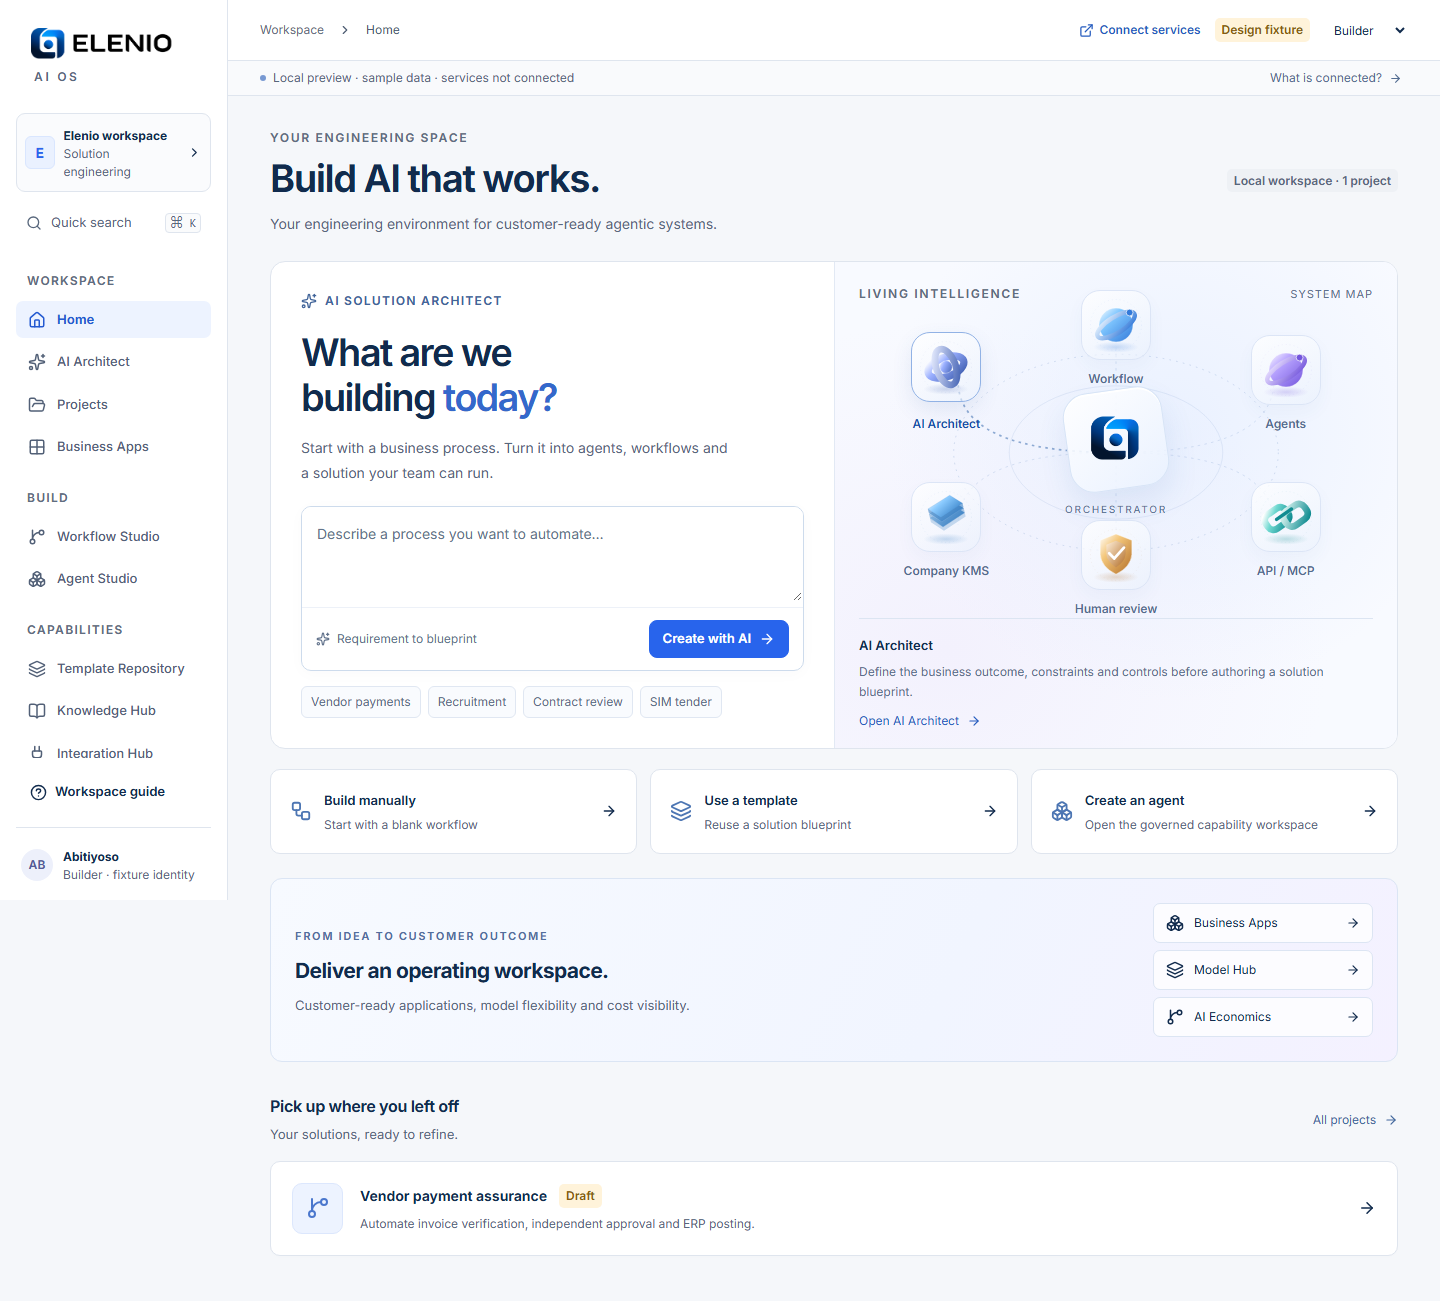 ELENIO
AI OS
E
Elenio workspace
Solution
engineering
Quick search
⌘ K
WORKSPACE
Home
AI Architect
Projects
Business Apps
BUILD
Workflow Studio
Agent Studio
CAPABILITIES
Template Repository
Knowledge Hub
Integration Hub
Workspace guide
AB
Abitiyoso
Builder · fixture identity
Workspace
Home
Connect services
Design fixture
Builder
Local preview · sample data · services not connected
What is connected?
YOUR ENGINEERING SPACE
Build AI that works.
Your engineering environment for customer-ready agentic systems.
Local workspace · 1 project
AI SOLUTION ARCHITECT
What are we
building today?
Start with a business process. Turn it into agents, workflows and
a solution your team can run.
Describe a process you want to automate...
Requirement to blueprint
Create with AI
Vendor payments
Recruitment
Contract review
SIM tender
LIVING INTELLIGENCE
SYSTEM MAP
Workflow
AI Architect
Agents
ORCHESTRATOR
Company KMS
Human review
API / MCP
AI Architect
Define the business outcome, constraints and controls before authoring a solution
blueprint.
Open AI Architect
Build manually
Start with a blank workflow
Use a template
Reuse a solution blueprint
Create an agent
Open the governed capability workspace
FROM IDEA TO CUSTOMER OUTCOME
Deliver an operating workspace.
Customer-ready applications, model flexibility and cost visibility.
Business Apps
Model Hub
AI Economics
Pick up where you left off
Your solutions, ready to refine.
All projects
Vendor payment assurance
Draft
Automate invoice verification, independent approval and ERP posting.